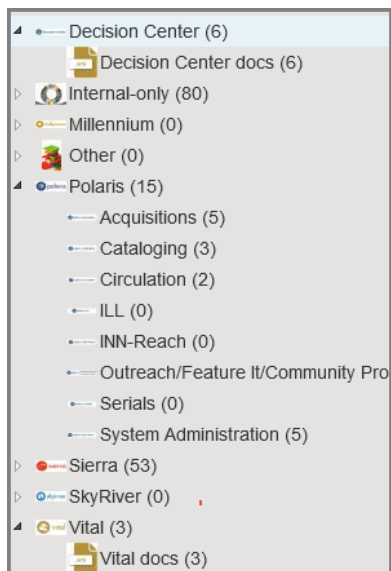 Decision Center (6)
Decision Center docs (6)
Internal-only (80)
Millennium (0)
Other (0)
Polaris (15)
Acquisitions (5)
Cataloging (3)
Circulation (2)
ILL (0)
INN-Reach (0)
Outreach/Feature It/Community Pro
Serials (0)
System Administration (5)
Sierra (53)
SkyRiver (0)
Vital (3)
Vital docs (3)